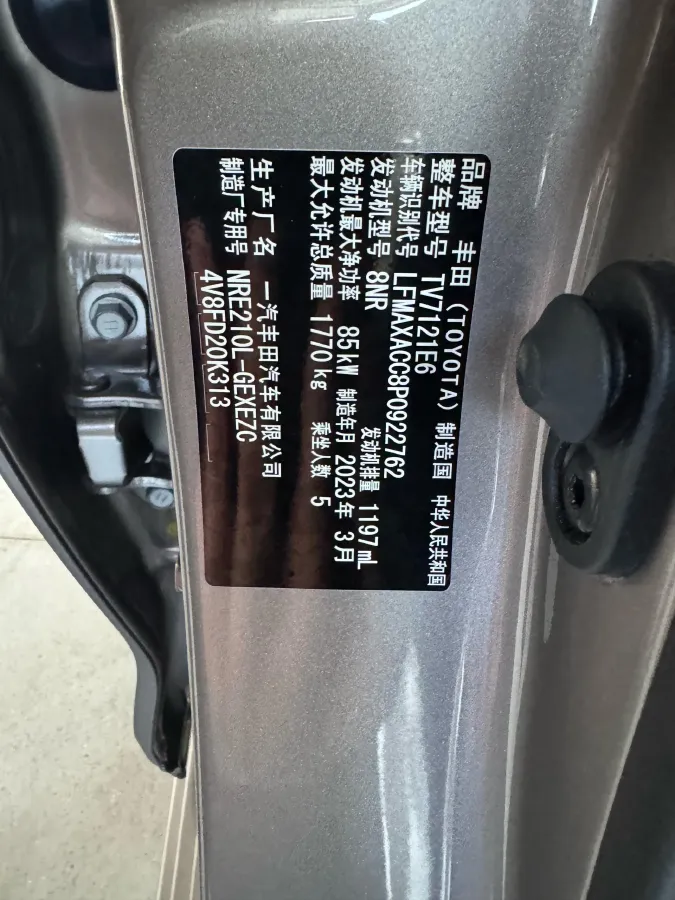 品牌 丰田(TOYOTA) 制造国 中华人民共和国
整车型号 TV7121E6
车辆识别代号 LFMAXACC8P0922762
发动机型号 8NR 发动机排量 1197mL
发动机最大净功率 85kW 制造年月 2023年 3月
最大允许总质量 1770kg 乘坐人数 5
生产厂名 一汽丰田汽车有限公司
制造厂专用号 NRE210L-GEXEZC
4V8FD20K313